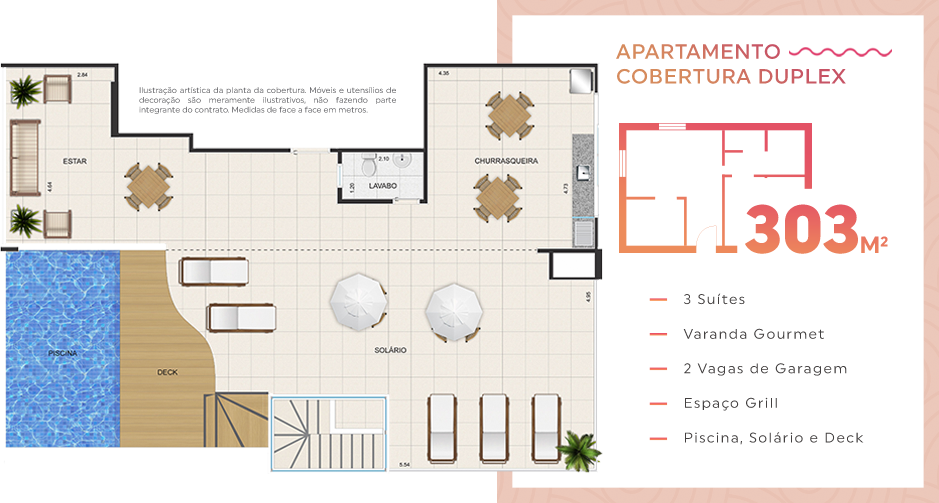 2.84
Ilustração artística da planta da cobertura. Móveis e utensílios de
decoração são meramente ilustrativos, não fazendo parte
integrante do contrato. Medidas de face a face em metros.
4.35
ESTAR
4.64
2.10
1.20
LAVABO
CHURRASQUEIRA
4.73
PISCINA
DECK
SOLÁRIO
4.95
5.94
APARTAMENTO
COBERTURA DUPLEX
303M²
3 Suítes
Varanda Gourmet
2 Vagas de Garagem
Espaço Grill
Piscina, Solário e Deck